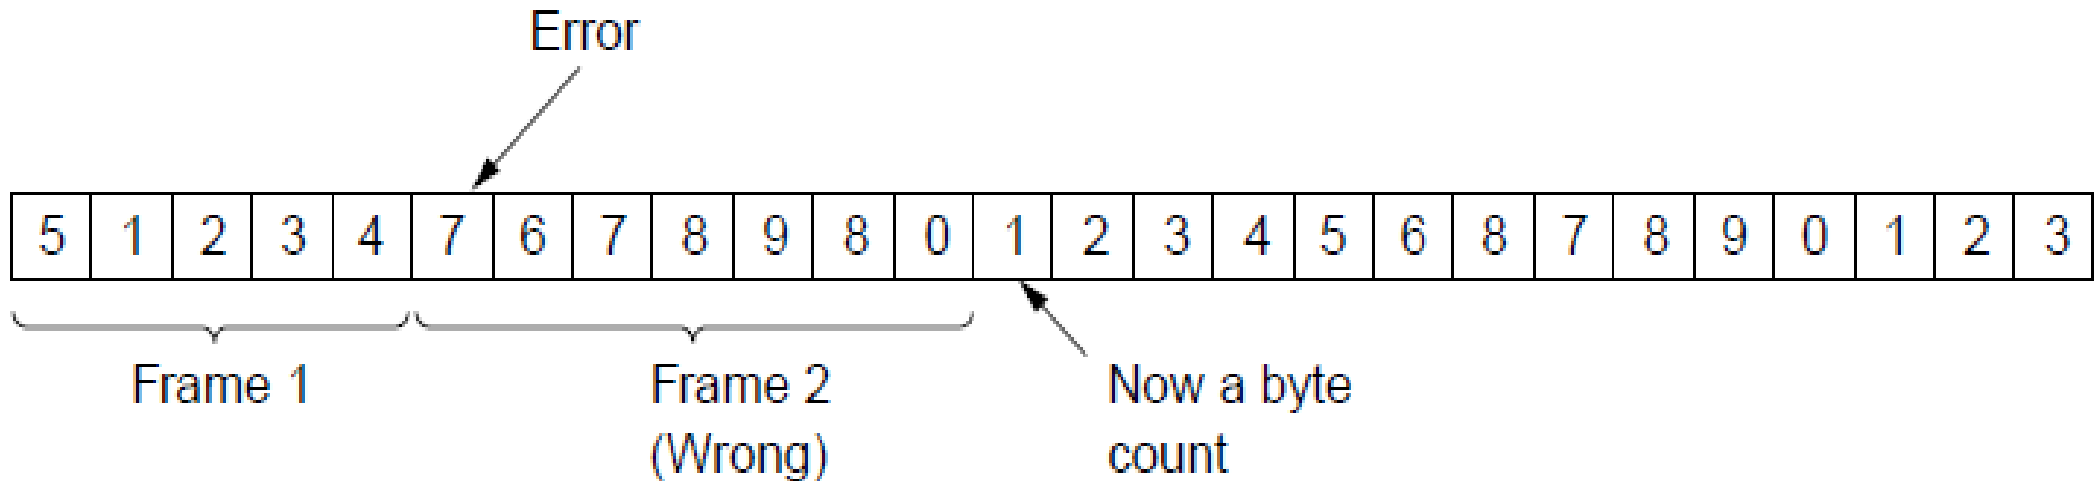 Error
5 1 2 3 4 7 6 7 8 9 8 0 1 2 3 4 5 6 8 7 8 9 0 1 2 3
Frame 1
Frame 2
(Wrong)
Now a byte
count